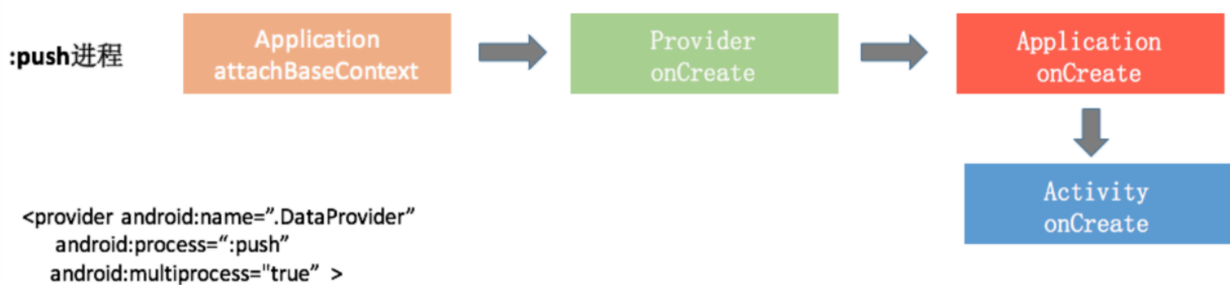 :push进程
Application
attachBaseContext
Provider
onCreate
Application
onCreate
Activity
onCreate
<provider android:name=”.DataProvider”
android:process=“:push”
android:multiprocess="true” >